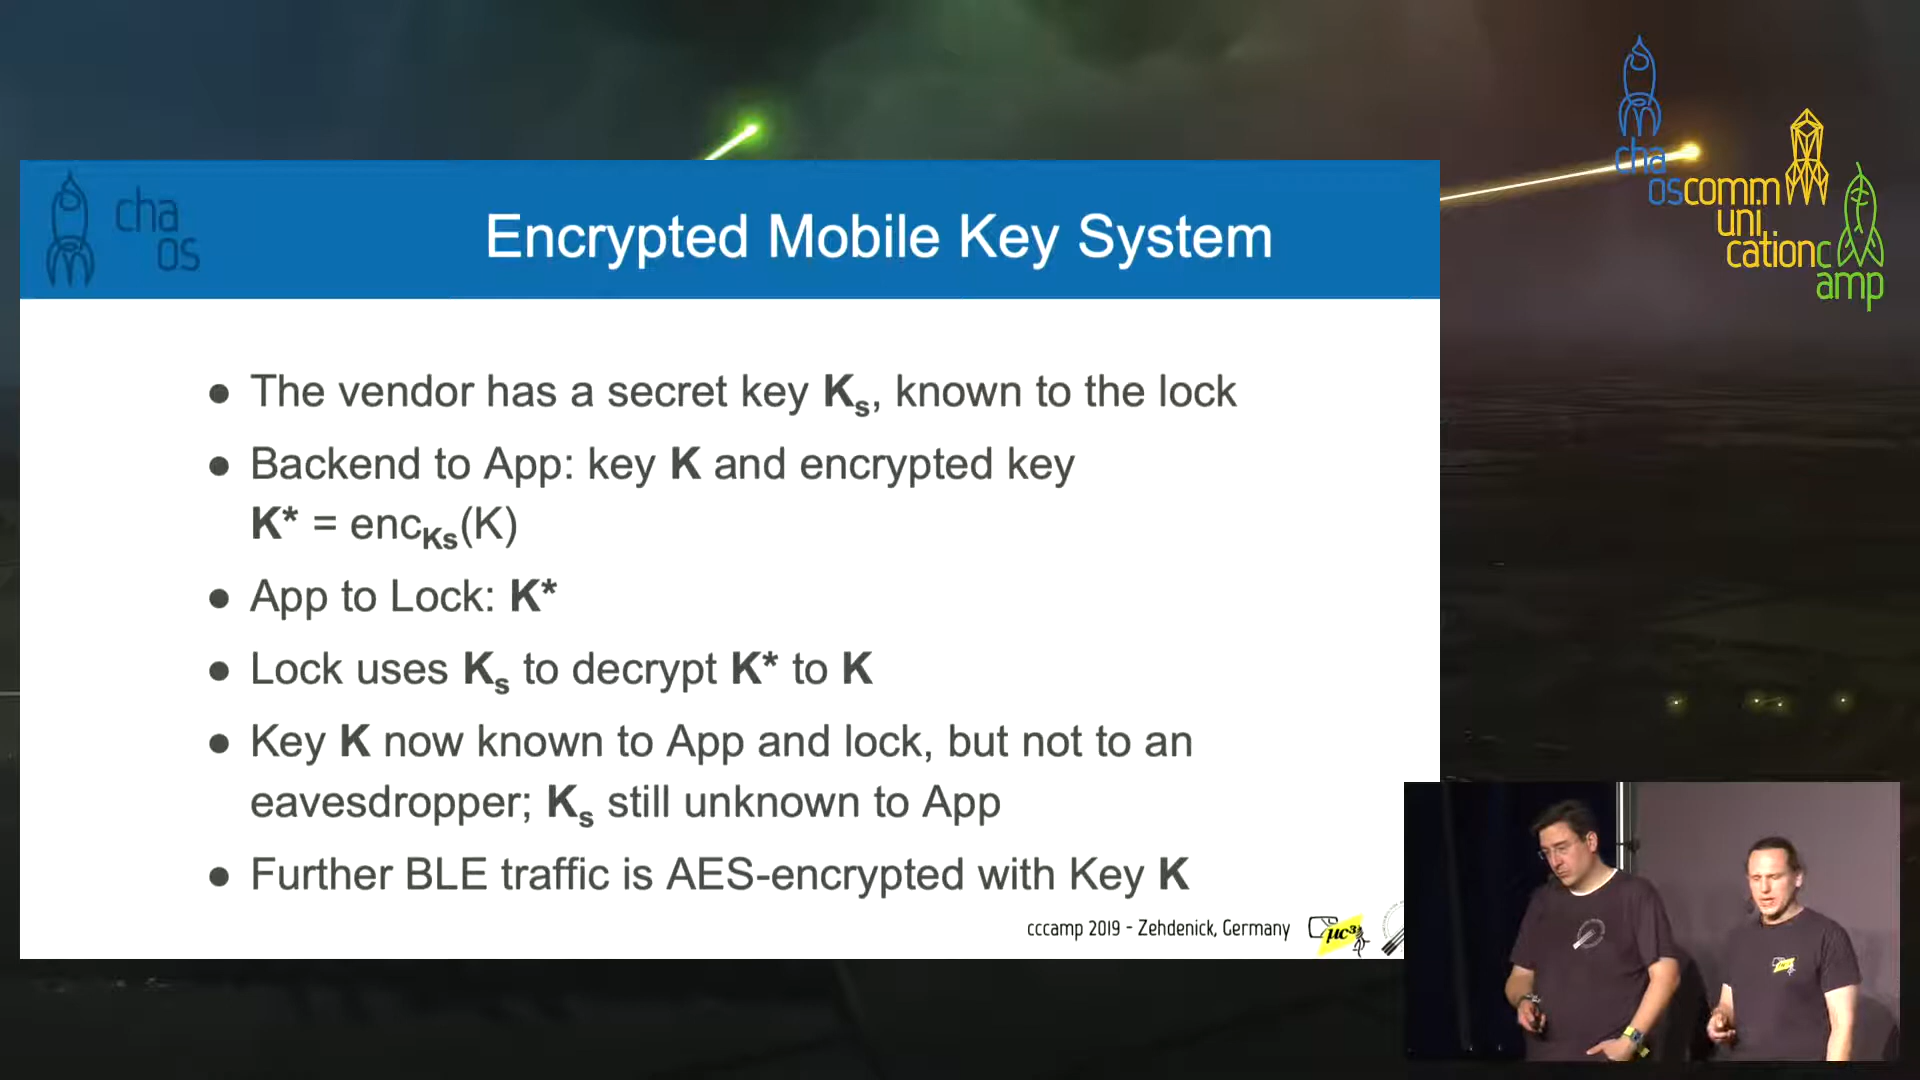 cha
os
Encrypted Mobile Key System
● The vendor has a secret key Ks, known to the lock
● Backend to App: key K and encrypted key
K* = encKs(K)
● App to Lock: K*
● Lock uses Ks to decrypt K* to K
● Key K now known to App and lock, but not to an
eavesdropper; Ks still unknown to App
● Further BLE traffic is AES-encrypted with Key K
cccamp 2019 - Zehdenick, Germany
µc³
cha
oscomm
uni
cationc
amp